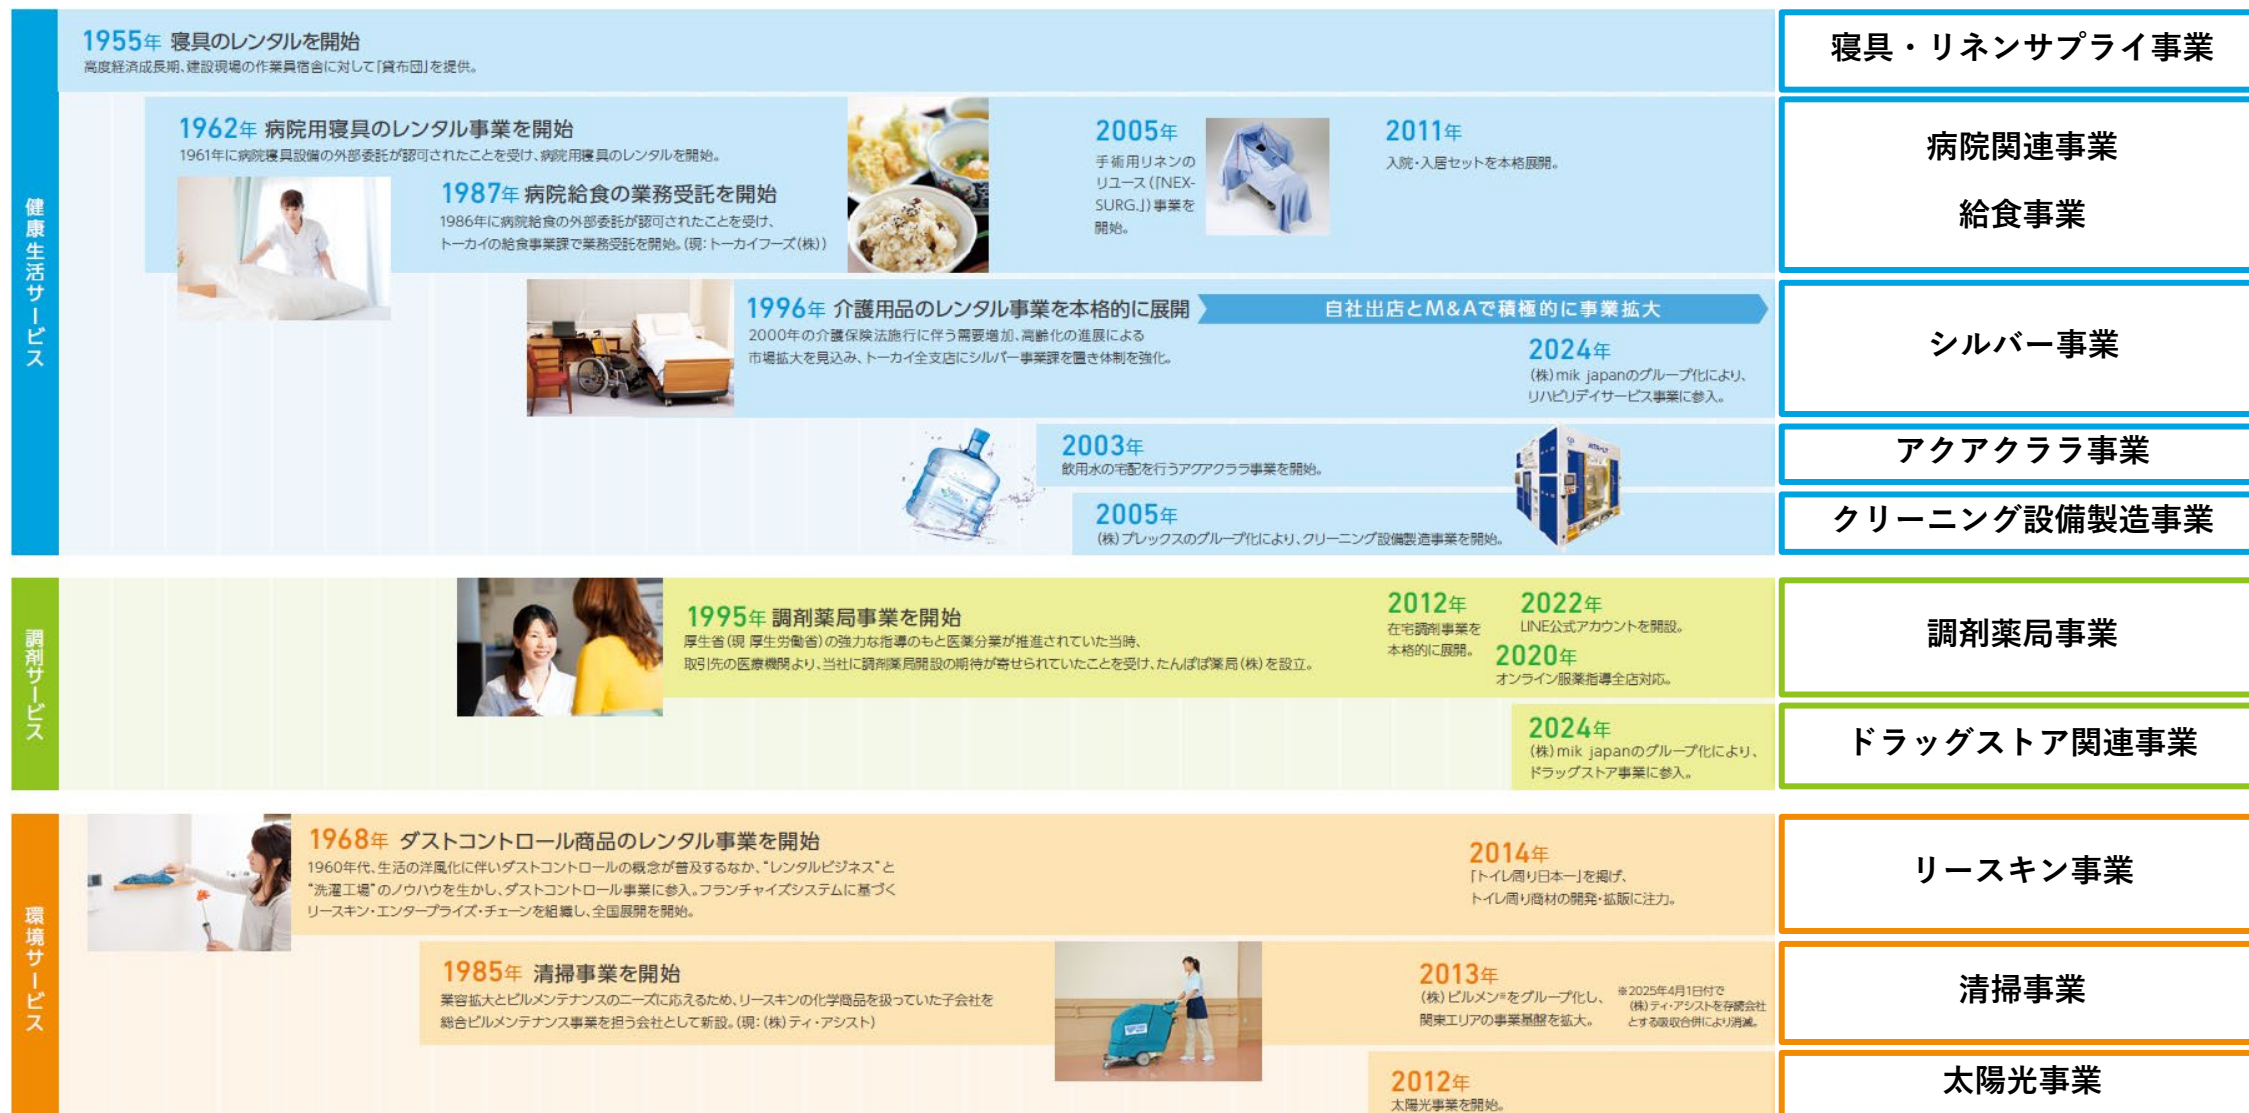 健康生活サービス
1955年 寝具のレンタルを開始
高度経済成長期、建設現場の作業員宿舎に対して「貸布団」を提供。
寝具・リネンサプライ事業
1962年 病院用寝具のレンタル事業を開始
1961年に病院寝具設備の外部委託が認可されたことを受け、病院用寝具のレンタルを開始。
1987年 病院給食の業務受託を開始
1986年に病院給食の外部委託が認可されたことを受け、
トーカイの給食事業課で業務受託を開始。(現:トーカイフーズ(株))
2005年
手術用リネンの
リユース(「NEX-
SURG.」)事業を
開始。
2011年
入院・入居セットを本格展開。
病院関連事業
給食事業
1996年 介護用品のレンタル事業を本格的に展開
2000年の介護保険法施行に伴う需要増加、高齢化の進展による
市場拡大を見込み、トーカイ全支店にシルバー事業課を置き体制を強化。
自社出店とM&Aで積極的に事業拡大
2024年
(株)mik japanのグループ化により、
リハビリデイサービス事業に参入。
シルバー事業
2003年
飲用水の宅配を行うアクアクララ事業を開始。
アクアクララ事業
2005年
(株)プレックスのグループ化により、クリーニング設備製造事業を開始。
クリーニング設備製造事業
調剤サービス
1995年 調剤薬局事業を開始
厚生省(現 厚生労働省)の強力な指導のもと医薬分業が推進されていた当時、
取引先の医療機関より、当社に調剤薬局開設の期待が寄せられていたことを受け、たんぽぽ薬局(株)を設立。
2012年
在宅調剤事業を
本格的に展開。
2022年
LINE公式アカウントを開設。
2020年
オンライン服薬指導全店対応。
調剤薬局事業
2024年
(株)mik japanのグループ化により、
ドラッグストア事業に参入。
ドラッグストア関連事業
環境サービス
1968年 ダストコントロール商品のレンタル事業を開始
1960年代、生活の洋風化に伴いダストコントロールの概念が普及するなか、“レンタルビジネス”と
“洗濯工場”のノウハウを生かし、ダストコントロール事業に参入。フランチャイズシステムに基づく
リースキン・エンタープライズ・チェーンを組織し、全国展開を開始。
2014年
「トイレ周り日本一」を掲げ、
トイレ周り商材の開発・拡販に注力。
リースキン事業
1985年 清掃事業を開始
業容拡大とビルメンテナンスのニーズに応えるため、リースキンの化学商品を扱っていた子会社を
総合ビルメンテナンス事業を担う会社として新設。(現:(株)ティ・アシスト)
2013年
(株)ビルメン※をグループ化し、
関東エリアの事業基盤を拡大。
※2025年4月1日付で
(株)ティ・アシストを存続会社
とする吸収合併により消滅。
清掃事業
2012年
太陽光事業を開始。
太陽光事業